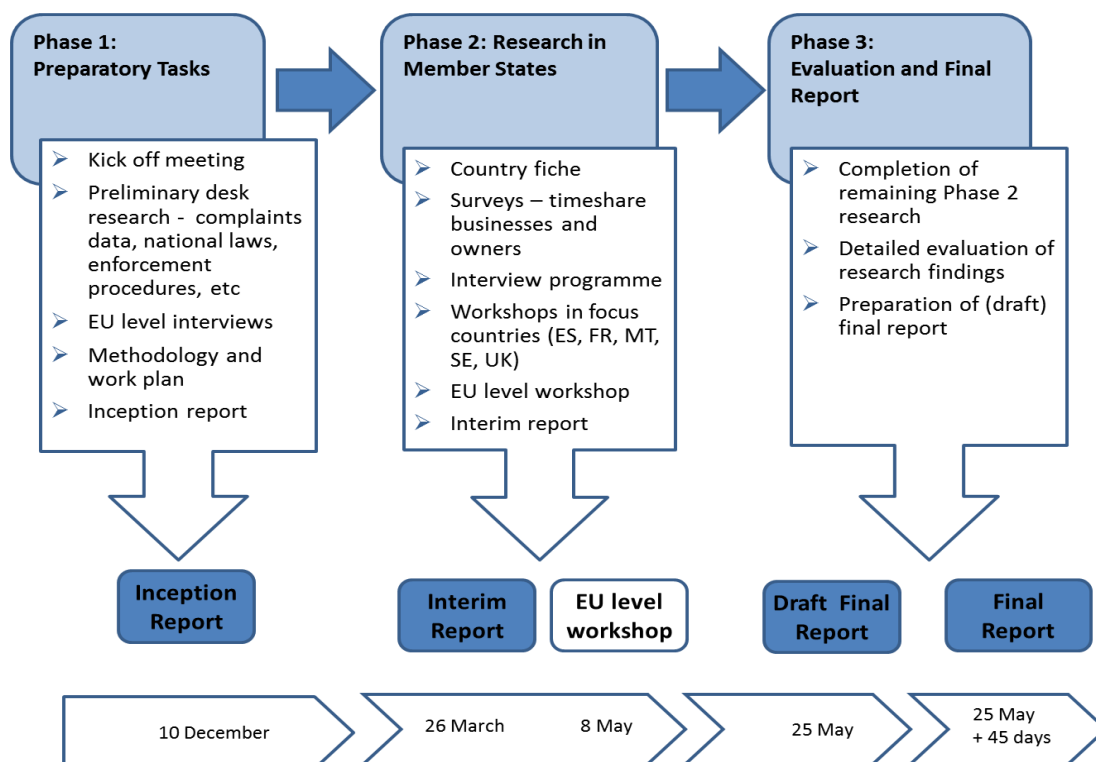 Phase 1:
Preparatory Tasks
Phase 2: Research in
Member States
Phase 3:
Evaluation and Final
Report
Kick off meeting
Preliminary desk
research - complaints
data, national laws,
enforcement
procedures, etc
EU level interviews
Methodology and
work plan
Inception report
Country fiche
Surveys – timeshare
businesses and
owners
Interview programme
Workshops in focus
countries (ES, FR, MT,
SE, UK)
EU level workshop
Interim report
Completion of
remaining Phase 2
research
Detailed evaluation of
research findings
Preparation of (draft)
final report
Inception
Report
Interim
Report
EU level
workshop
Draft Final
Report
Final
Report
10 December
26 March
8 May
25 May
25 May
+ 45 days